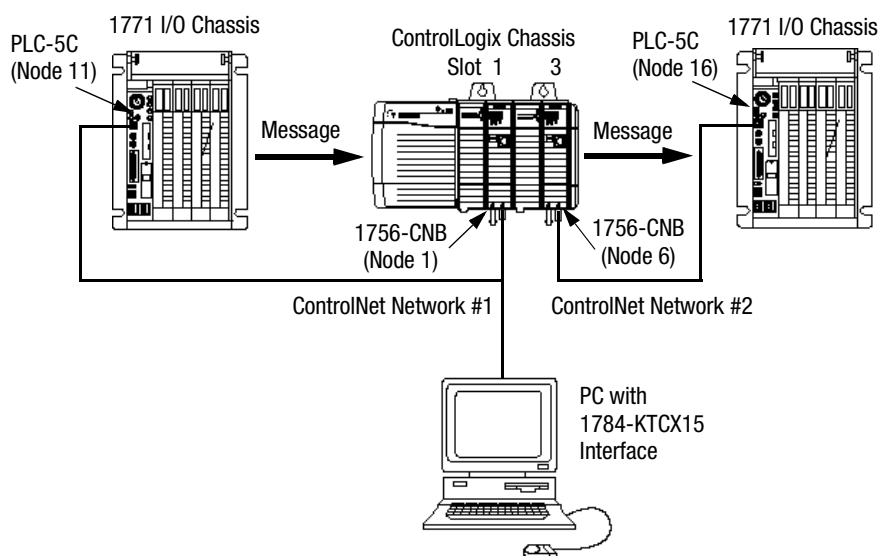 1771 I/O Chassis
PLC-5C
(Node 11)
ControlLogix Chassis
Slot 1 3
1771 I/O Chassis
PLC-5C
(Node 16)
Message
Message
1756-CNB
(Node 1)
1756-CNB
(Node 6)
ControlNet Network #1
ControlNet Network #2
PC with
1784-KTCX15
Interface